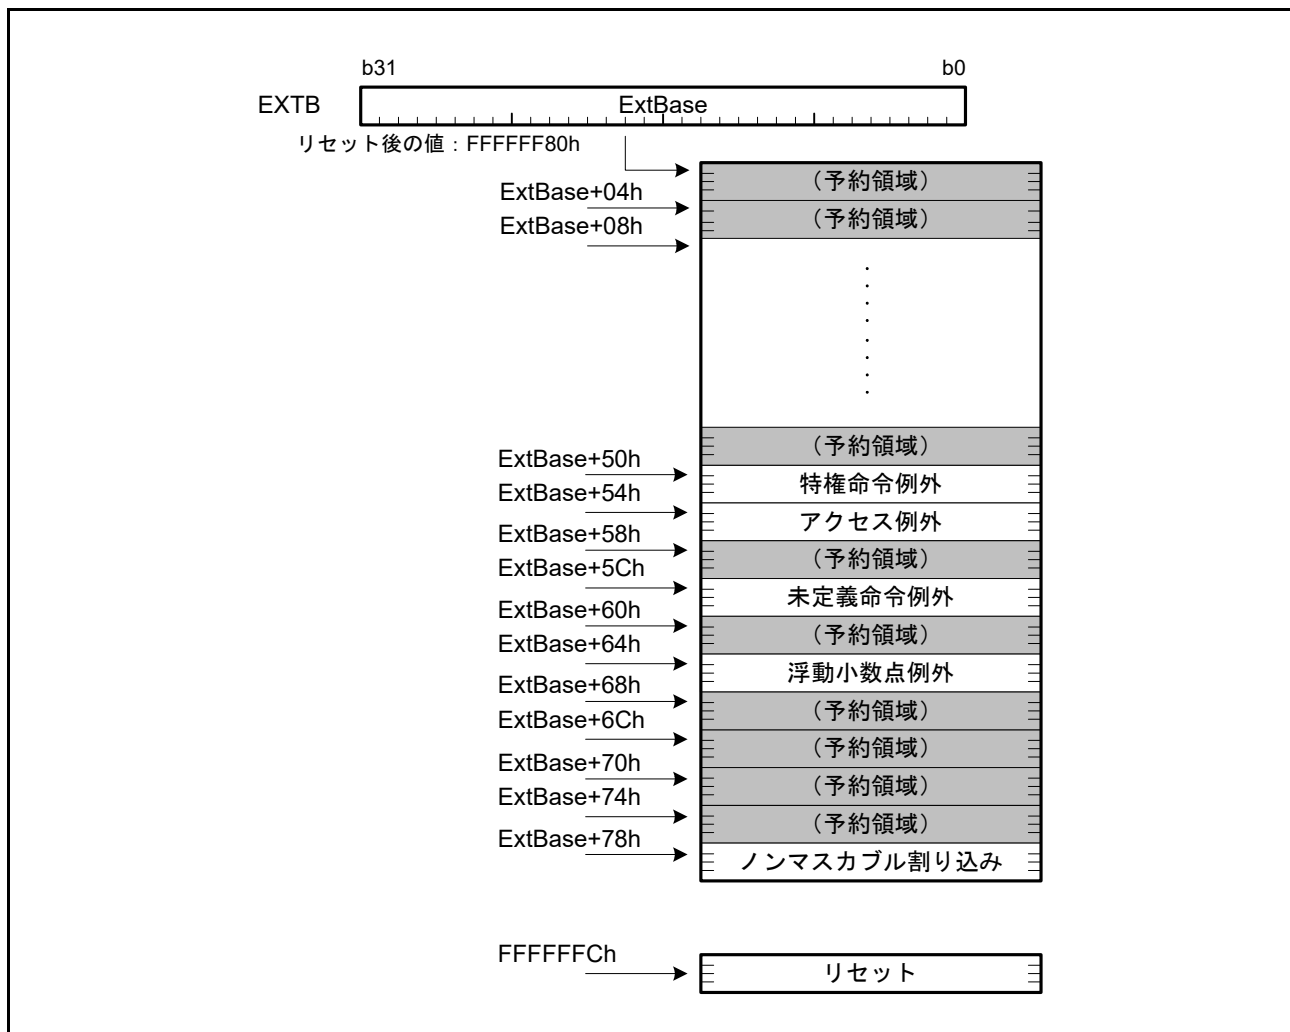 b31 b0
EXTB ExtBase
リセット後の値：FFFFFF80h
（予約領域）
ExtBase+04h
（予約領域）
ExtBase+08h
（予約領域）
ExtBase+50h
特権命令例外
ExtBase+54h
アクセス例外
ExtBase+58h
（予約領域）
ExtBase+5Ch
未定義命令例外
ExtBase+60h
（予約領域）
ExtBase+64h
浮動小数点例外
ExtBase+68h
（予約領域）
ExtBase+6Ch
（予約領域）
ExtBase+70h
（予約領域）
ExtBase+74h
（予約領域）
ExtBase+78h
ノンマスカブル割り込み
FFFFFFCh
リセット